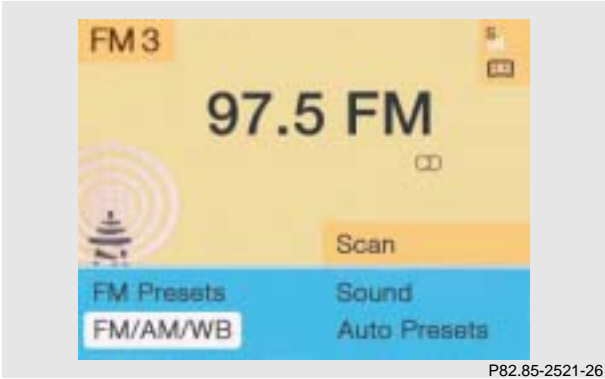 FM 3
S
97.5 FM
Scan
FM Presets Sound
FM/AM/WB Auto Presets
P82.85-2521-26